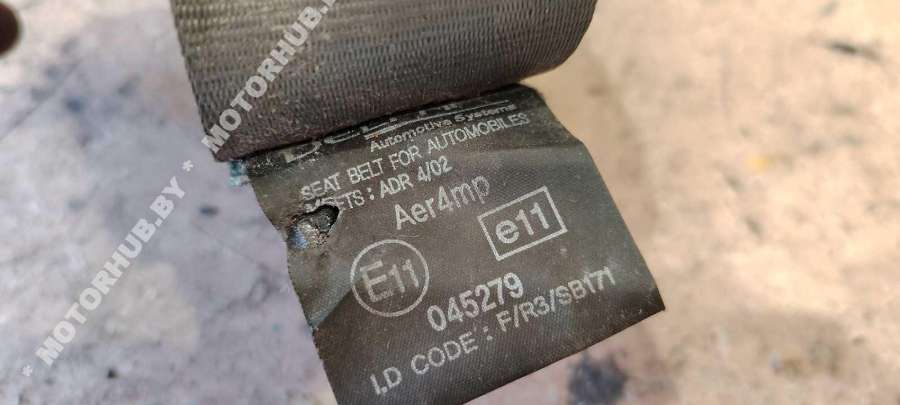 Automotive Systems
SEAT BELT FOR AUTOMOBILES
: ADR 4/02
Aer4mp
E11
e11
045279
I.D CODE : F/R3/SB171
* MOTORHUB.BY * MOTORHUB